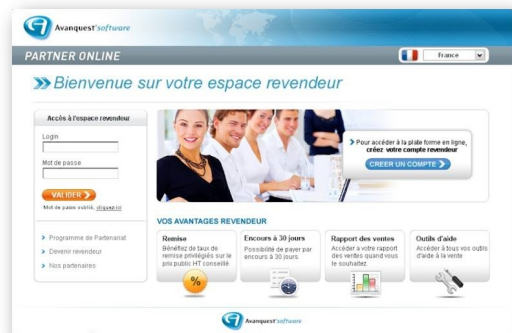 Avanquest software
PARTNER ONLINE
France
Bienvenue sur votre espace revendeur
Accès à l'espace revendeur
Login
Mot de passe
VALIDER
Mot de passe oublié, cliquez ici
Programme de Partenariat
Devenir revendeur
Nos partenaires
Pour accéder à la plate forme en ligne,
créez votre compte revendeur
CREER UN COMPTE
VOS AVANTAGES REVENDEUR
Remise
Bénéfiez de taux de
remise privilégiés sur le
prix public HT conseillé.
%
Encours à 30 jours
Possibilité de payer par
encours à 30 jours.
Rapport des ventes
Accéder à votre rapport
des ventes quand vous
le souhaitez.
Outils d'aide
Accéder à tous vos outils
d'aide à la vente
Avanquest software